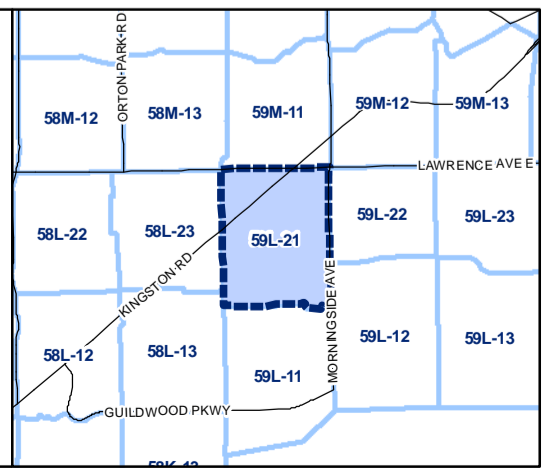 ORTON PARK RD
58M-12
58M-13
59M-11
59M-12
59M-13
LAWRENCE AVE E
58L-22
58L-23
59L-21
59L-22
59L-23
KINGSTON RD
MORNINGSIDE AVE
58L-12
58L-13
59L-11
59L-12
59L-13
GUILDWOOD PKWY